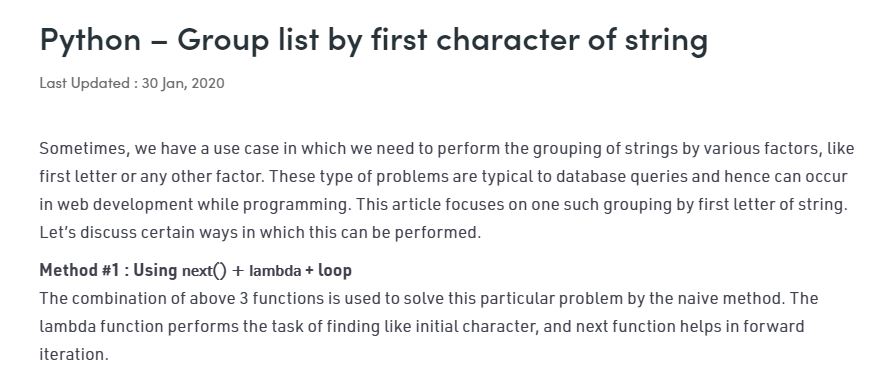 Python – Group list by first character of string
Last Updated : 30 Jan, 2020
Sometimes, we have a use case in which we need to perform the grouping of strings by various factors, like
first letter or any other factor. These type of problems are typical to database queries and hence can occur
in web development while programming. This article focuses on one such grouping by first letter of string.
Let’s discuss certain ways in which this can be performed.
Method #1 : Using next() + lambda + loop
The combination of above 3 functions is used to solve this particular problem by the naive method. The
lambda function performs the task of finding like initial character, and next function helps in forward
iteration.